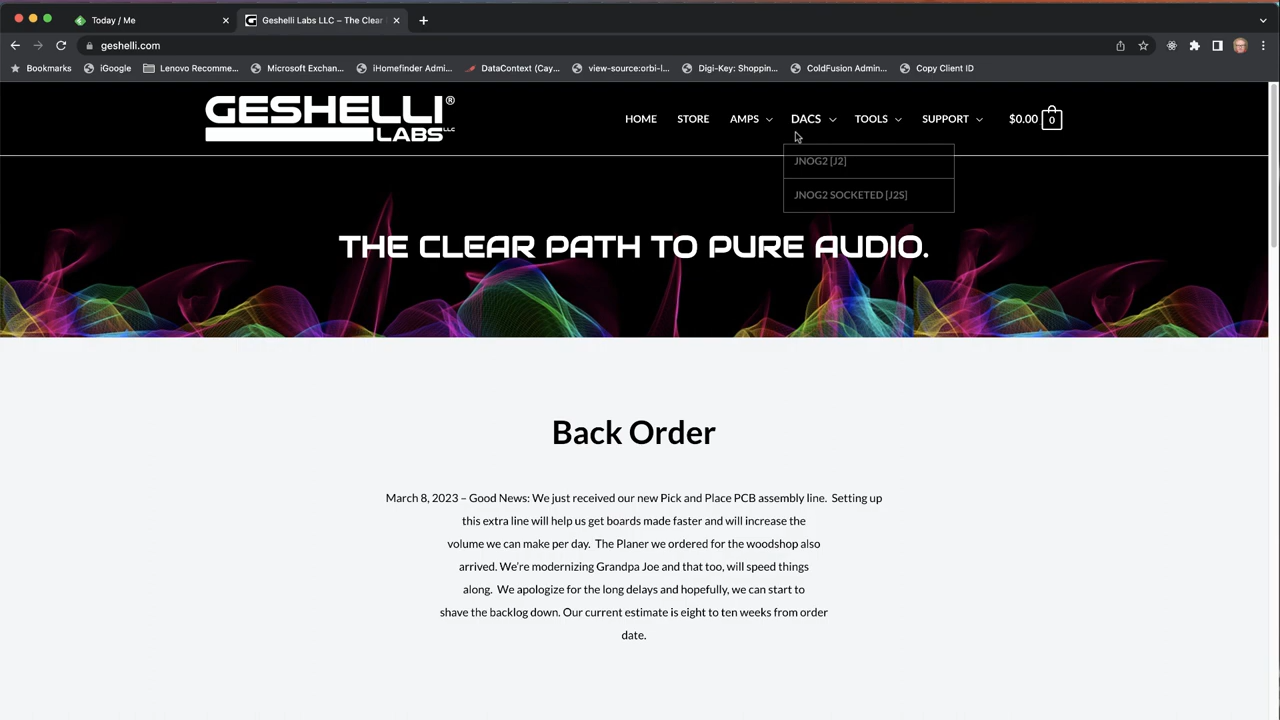 Today / Me
Geshelli Labs LLC – The Clear
geshelli.com
Bookmarks
iGoogle
Lenovo Recomme...
Microsoft Exchan...
iHomefinder Admi...
DataContext (Cay...
view-source:orbi-l...
Digi-Key: Shoppin...
ColdFusion Admin...
Copy Client ID
GESHELLI®
LABS LLC
HOME
STORE
AMPS
DACS
TOOLS
SUPPORT
$0.00
0
JNOG2 [J2]
JNOG2 SOCKETED [J2S]
THE CLEAR PATH TO PURE AUDIO.
Back Order
March 8, 2023 – Good News: We just received our new Pick and Place PCB assembly line. Setting up
this extra line will help us get boards made faster and will increase the
volume we can make per day. The Planer we ordered for the woodshop also
arrived. We're modernizing Grandpa Joe and that too, will speed things
along. We apologize for the long delays and hopefully, we can start to
shave the backlog down. Our current estimate is eight to ten weeks from order
date.